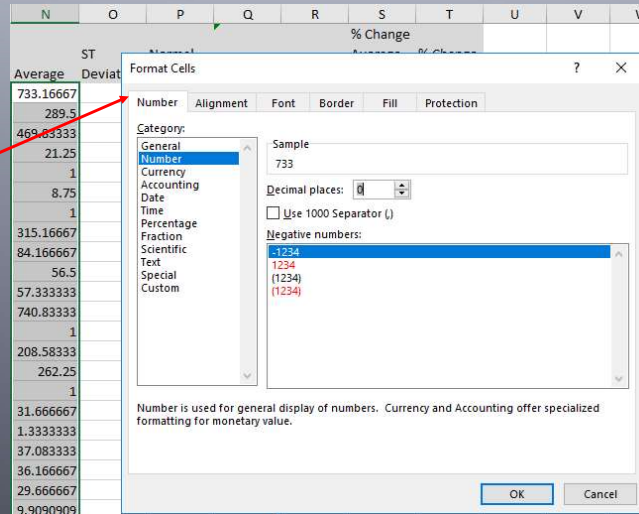 N O P Q R S T U V
% Change
ST
Average Deviat
Format Cells ? X
Number Alignment Font Border Fill Protection
Category:
General
Number
Currency
Accounting
Date
Time
Percentage
Fraction
Scientific
Text
Special
Custom
Sample
733
Decimal places: 0
Use 1000 Separator (,)
Negative numbers:
-1234
1234
(1234)
(1234)
Number is used for general display of numbers. Currency and Accounting offer specialized
formatting for monetary value.
OK Cancel
733.16667
289.5
469.83333
21.25
1
8.75
1
315.16667
84.166667
56.5
57.333333
740.83333
1
208.58333
262.25
1
31.666667
1.3333333
37.083333
36.166667
29.666667
9.9090909